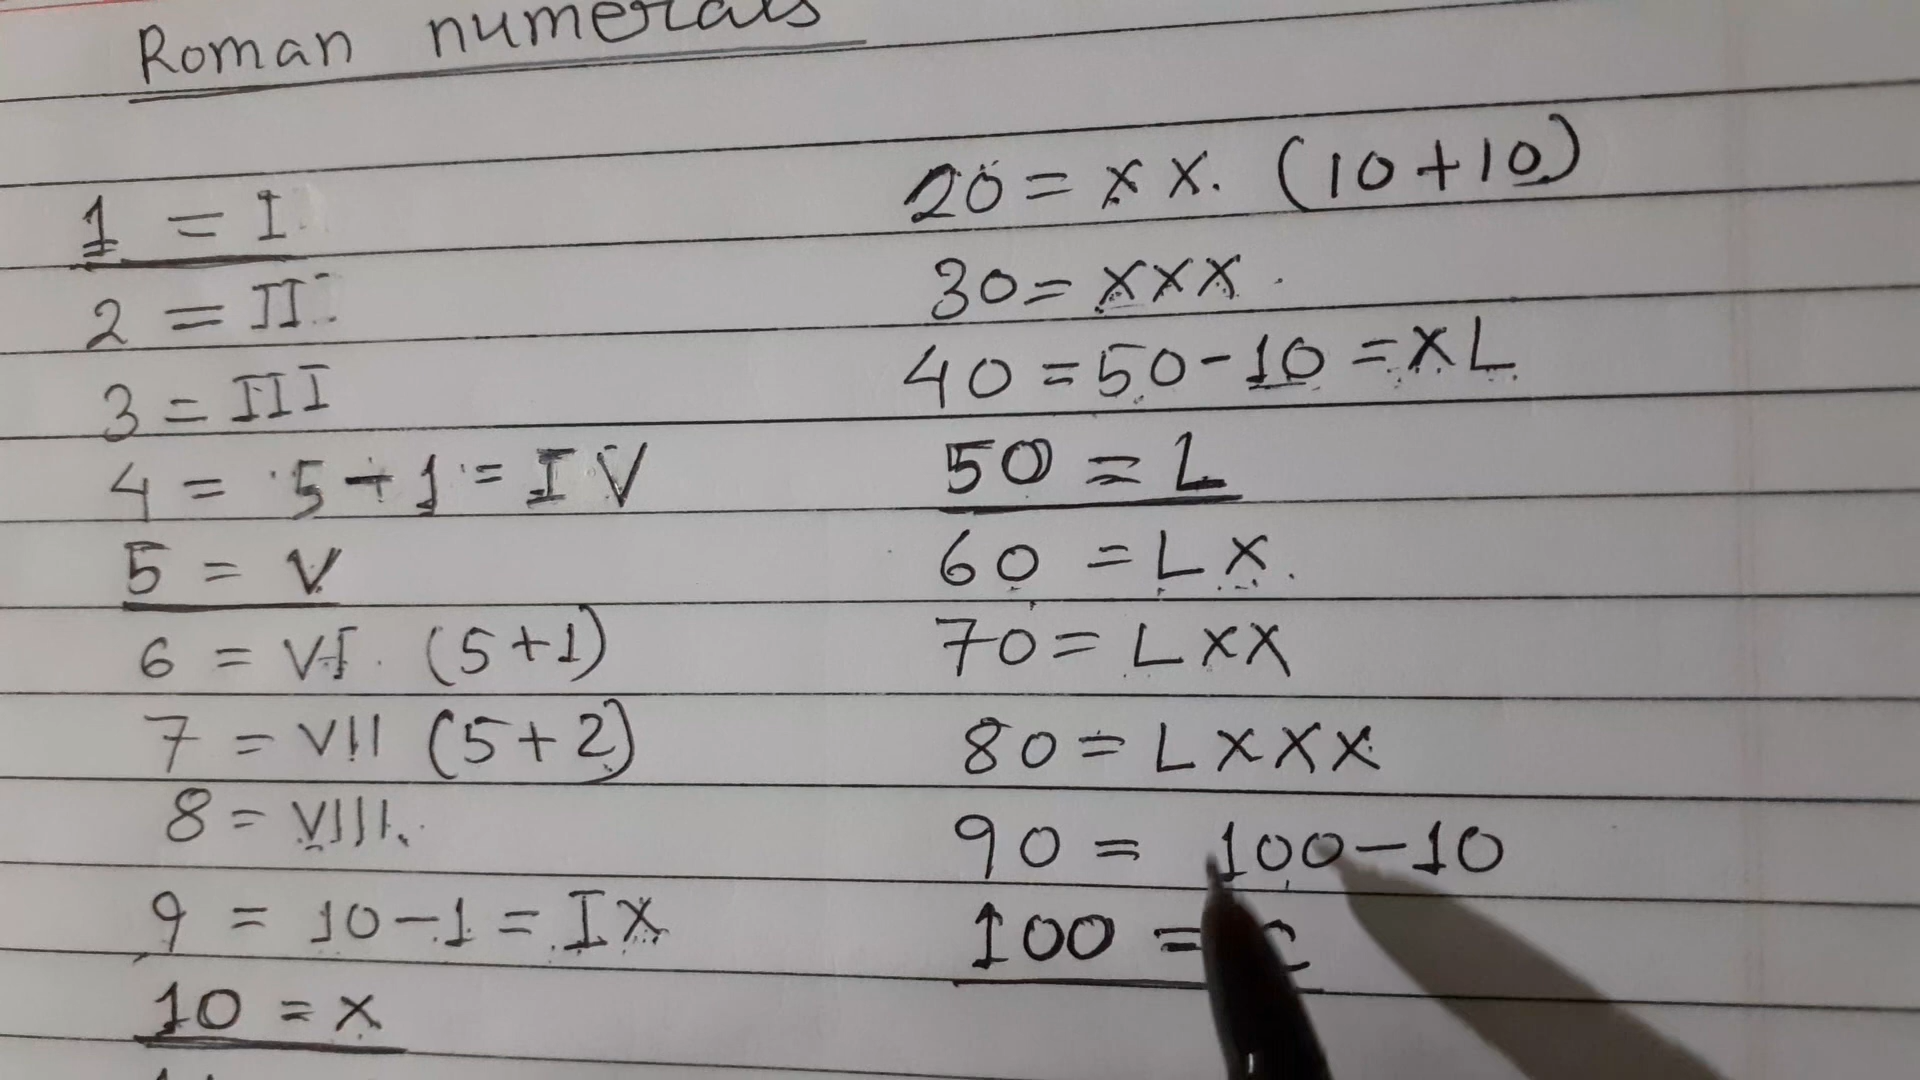 Roman numerals
1 = I
2 = II
3 = III
4 = 5+1 = IV
5 = V
6 = VI (5+1)
7 = VII (5+2)
8 = VIII.
9 = 10-1 = IX
10 = X
20 = XX. (10+10)
30 = XXX.
40 = 50-10 = XL
50 = L
60 = LX.
70 = LXX
80 = LXXX
90 = 100-10
100 = C